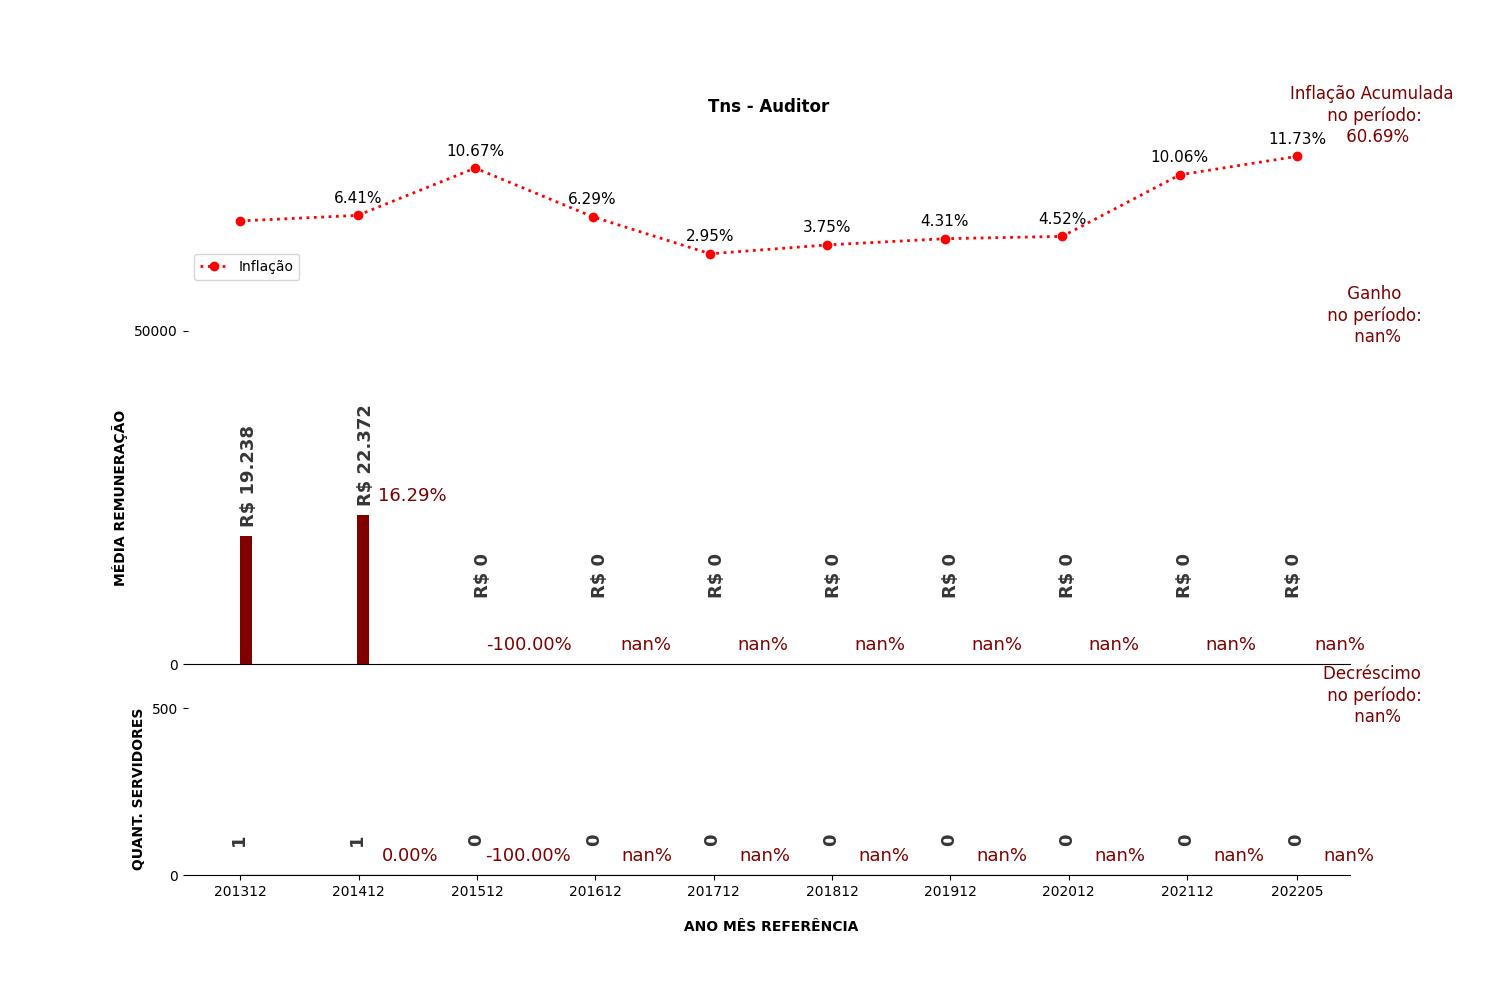 Tns - Auditor
Inflação Acumulada
no período:
60.69%
6.41%
10.67%
6.29%
2.95%
3.75%
4.31%
4.52%
10.06%
11.73%
Inflação
Ganho
no período:
nan%
50000
0
MÉDIA REMUNERAÇÃO
R$ 19.238
R$ 22.372
R$ 0
R$ 0
R$ 0
R$ 0
R$ 0
R$ 0
R$ 0
R$ 0
16.29%
-100.00%
nan%
nan%
nan%
nan%
nan%
nan%
nan%
Decréscimo
no período:
nan%
500
0
QUANT. SERVIDORES
1
1
0
0
0
0
0
0
0
0
0.00%
-100.00%
nan%
nan%
nan%
nan%
nan%
nan%
nan%
201312
201412
201512
201612
201712
201812
201912
202012
202112
202205
ANO MÊS REFERÊNCIA